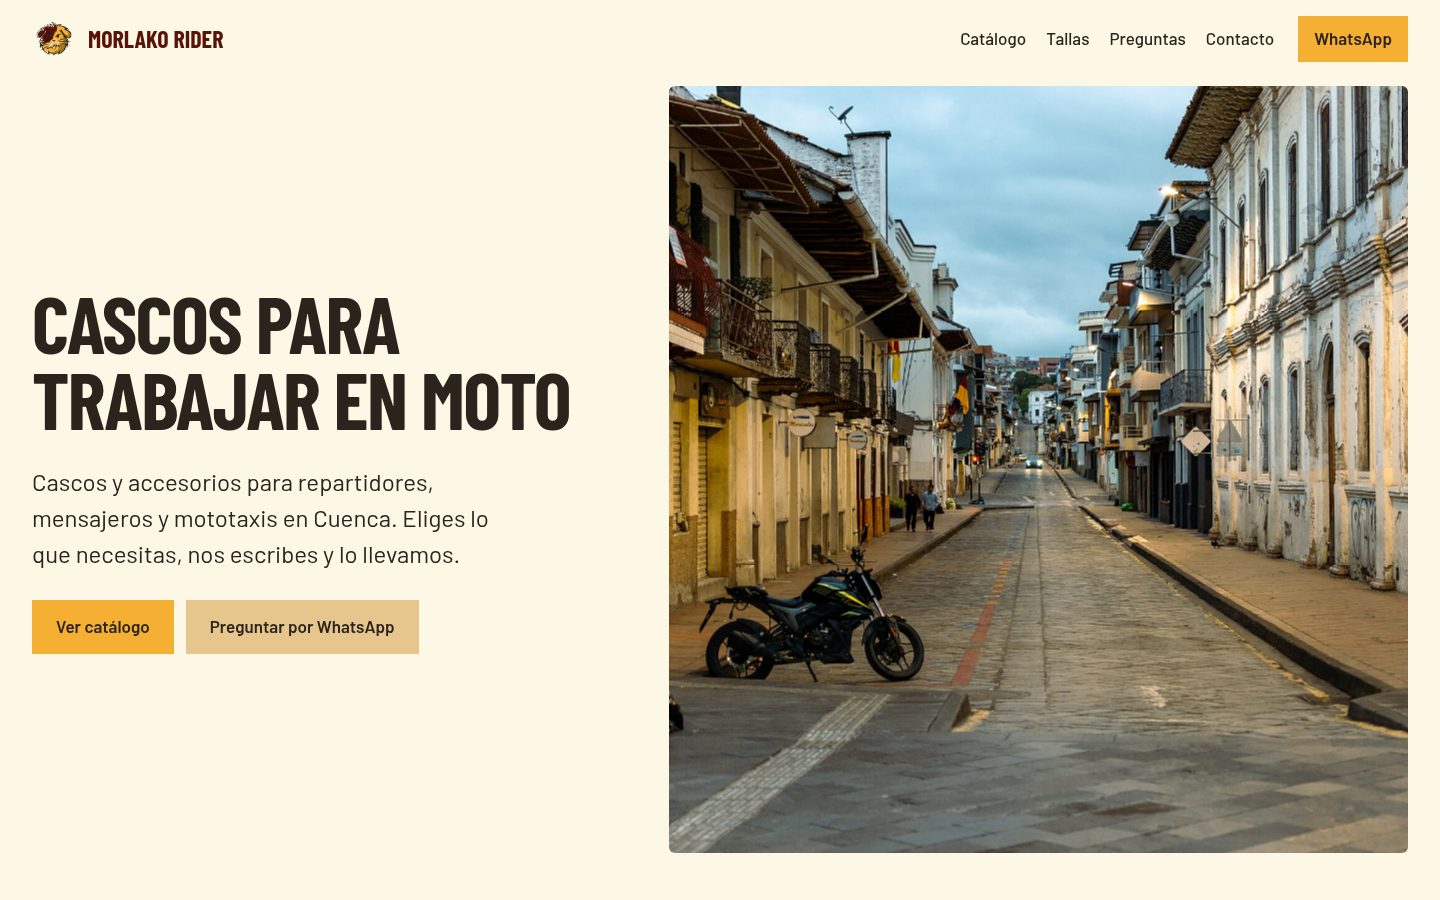 MORLAKO RIDER
Catálogo Tallas Preguntas Contacto WhatsApp
CASCOS PARA
TRABAJAR EN MOTO
Cascos y accesorios para repartidores,
mensajeros y mototaxis en Cuenca. Eliges lo
que necesitas, nos escribes y lo llevamos.
Ver catálogo Preguntar por WhatsApp